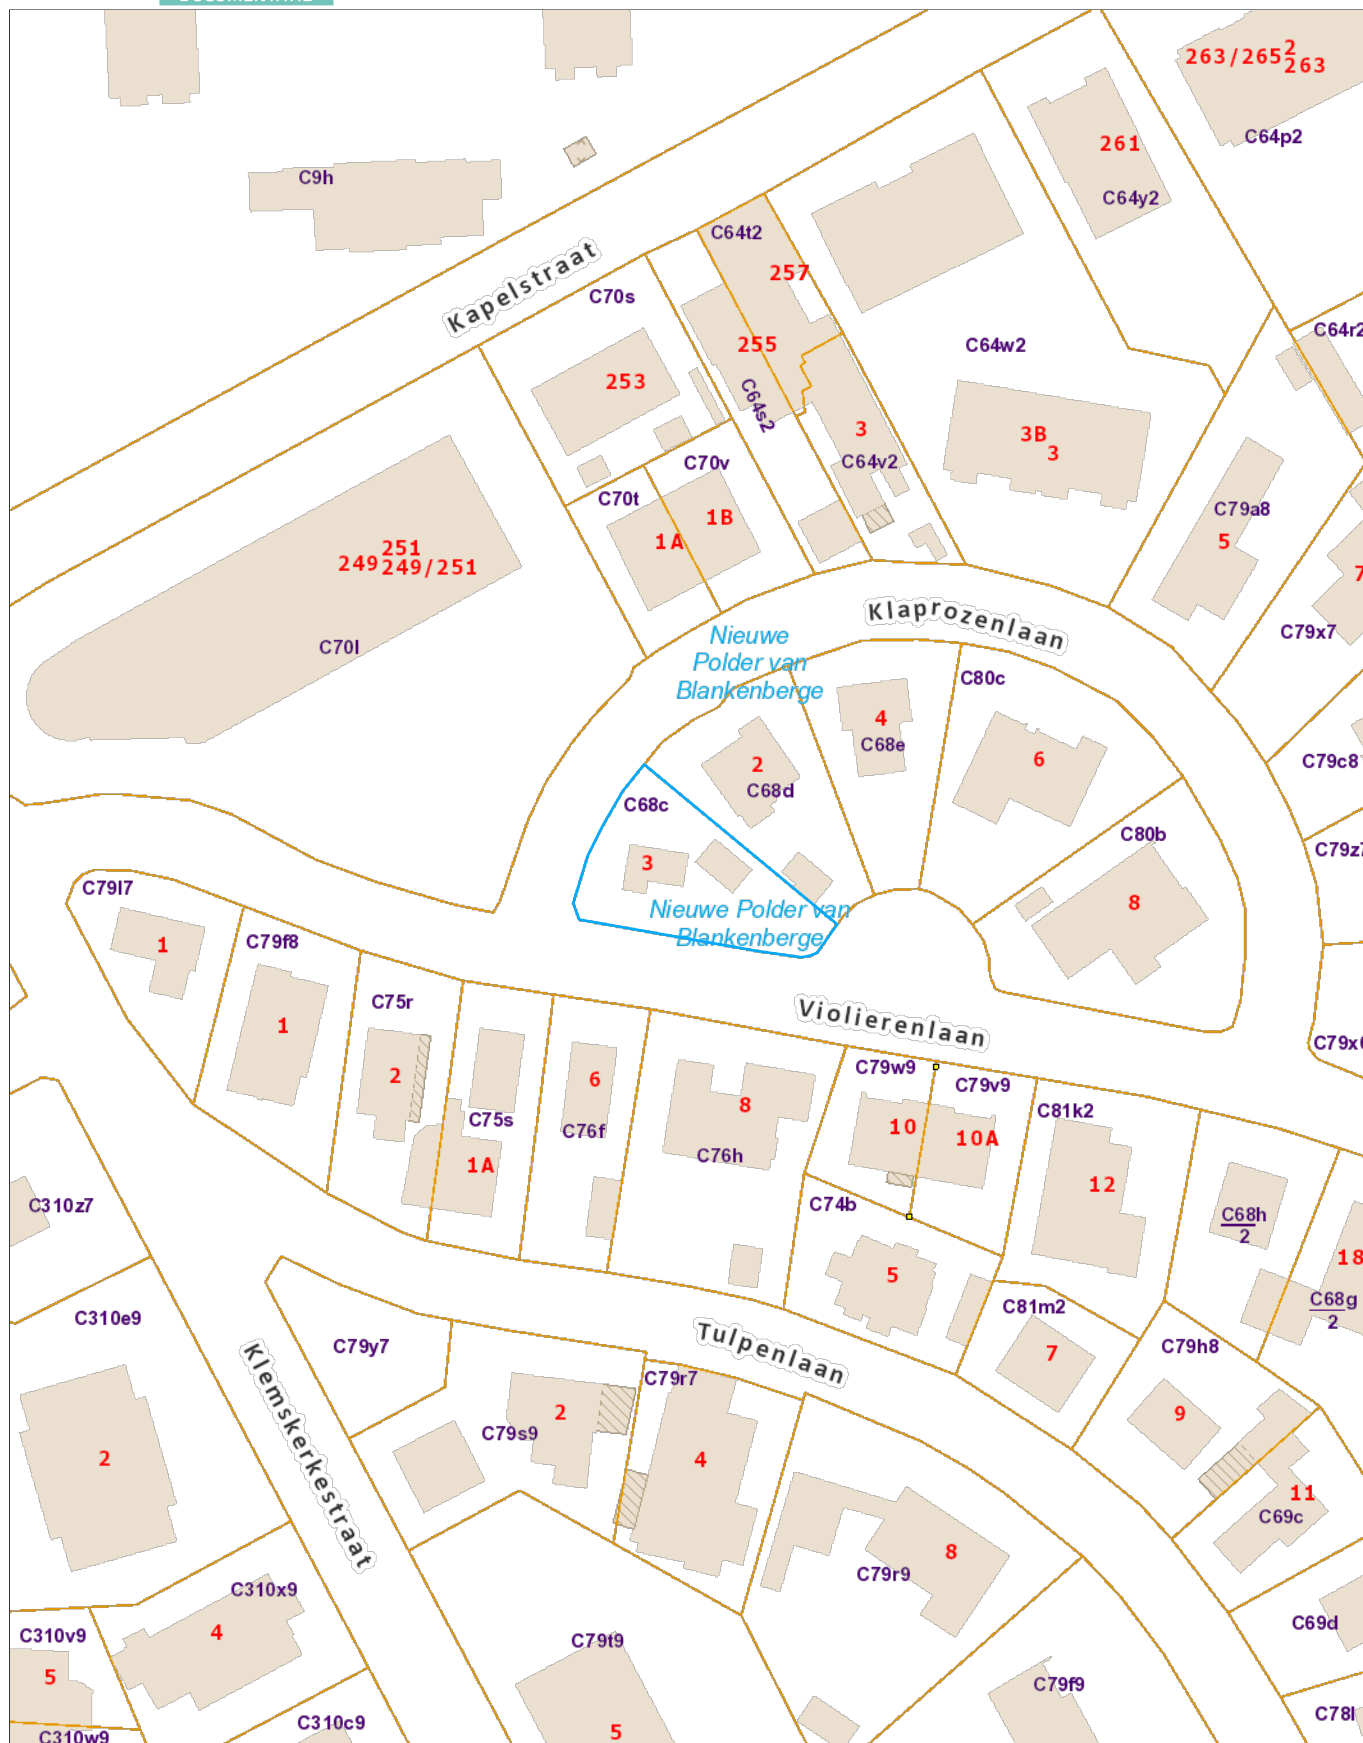 263/265
2
263
C64p2
261
C64y2
C9h
C64t2
257
Kapelstraat
C70s
255
C64w2
C64r2
253
C64s2
3B
3
3
C64v2
C70v
C70t
1B
1A
C79a8
5
251
249
249/251
7
Klaprozenlaan
C79x7
C70l
Nieuwe
Polder van
Blankenberge
C80c
4
C68e
6
2
C68d
C79c8
C68c
C80b
C79z7
3
C79l7
8
Nieuwe Polder van
Blankenberge
1
C79f8
C75r
Violierenlaan
1
C79x
C79w9
C79v9
2
6
8
C81k2
C75s
C76f
10
10A
C76h
1A
12
C310z7
C74b
C68h
2
18
5
C68g
2
C81m2
C310e9
C79y7
Tulpenlaan
C79h8
7
Klemskerkestraat
C79r7
2
9
C79s9
2
4
11
C69c
8
C79r9
C310x9
C69d
C310v9
4
C79t9
5
C79f9
C310c9
C78l
C310w9
5